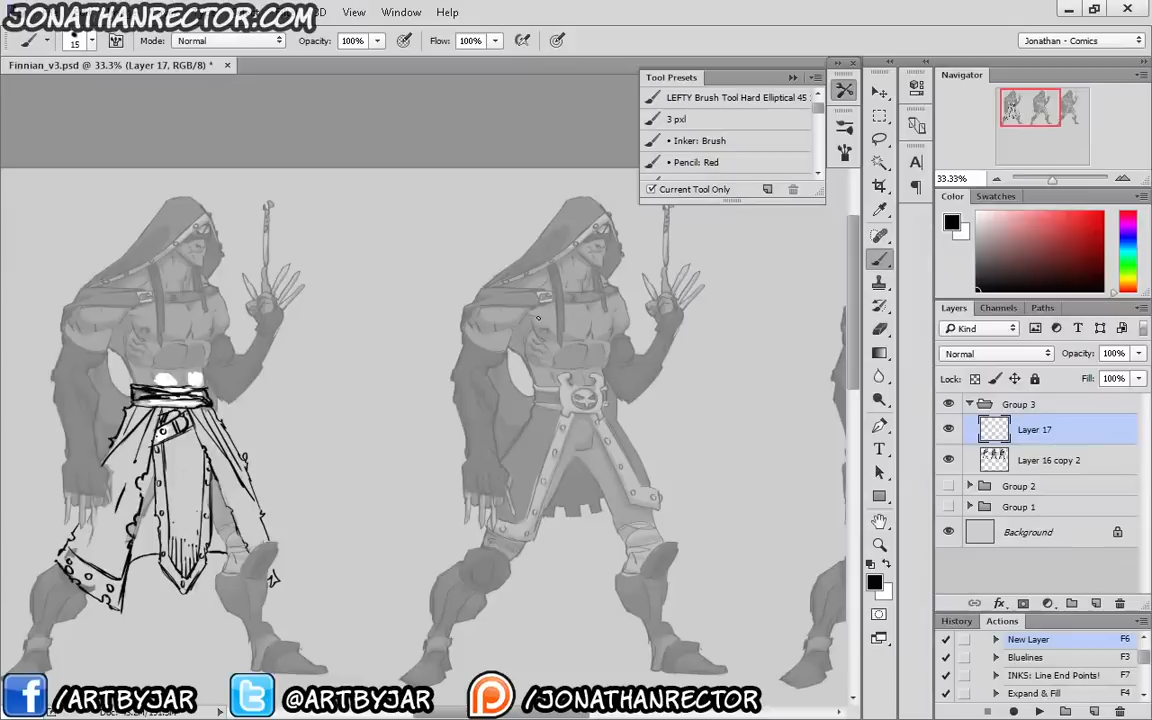 JONATHANRECTOR.COM
3D View Window Help
15 Mode: Normal Opacity: 100% Flow: 100% Jonathan - Comics
Finnian_v3.psd @ 33.3% (Layer 17, RGB/8) *
Tool Presets
LEFTY Brush Tool Hard Elliptical 45
3 pxl
• Inker: Brush
• Pencil: Red
Current Tool Only
Navigator
33.33%
Color Swatches
Layers Channels Paths
Kind
Normal Opacity: 100%
Lock: Fill: 100%
Group 3
Layer 17
Layer 16 copy 2
Group 2
Group 1
Background
fx
History Actions
New Layer F6
Bluelines F3
INKS: Line End Points! F7
Expand & Fill F4
/ARTBYJAR @ARTBYJAR /JONATHANRECTOR